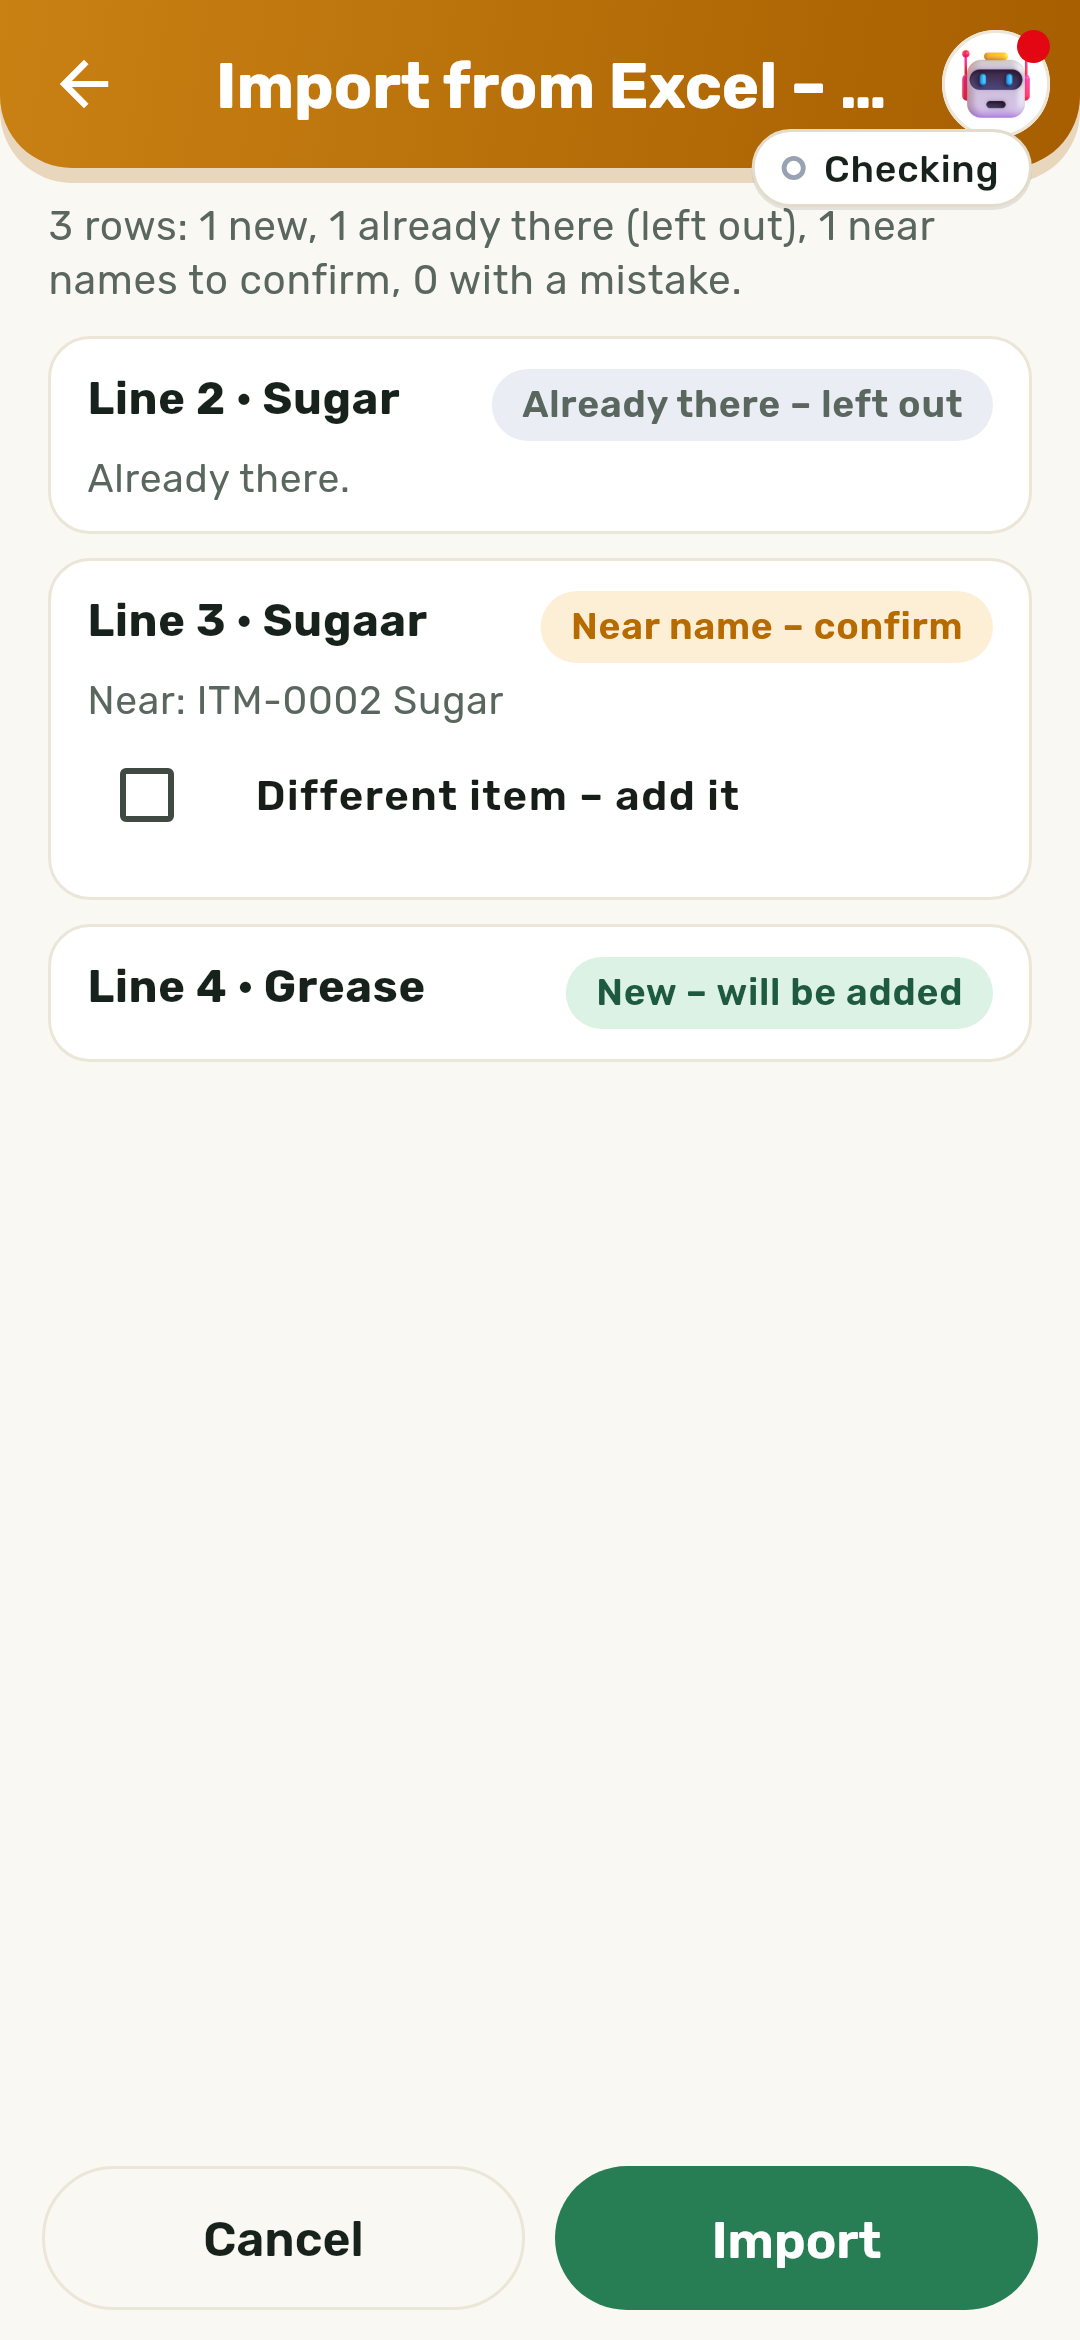 Import from Excel – ...
Checking
3 rows: 1 new, 1 already there (left out), 1 near
names to confirm, 0 with a mistake.
Line 2 • Sugar
Already there – left out
Already there.
Line 3 • Sugaar
Near name – confirm
Near: ITM-0002 Sugar
Different item – add it
Line 4 • Grease
New – will be added
Cancel
Import